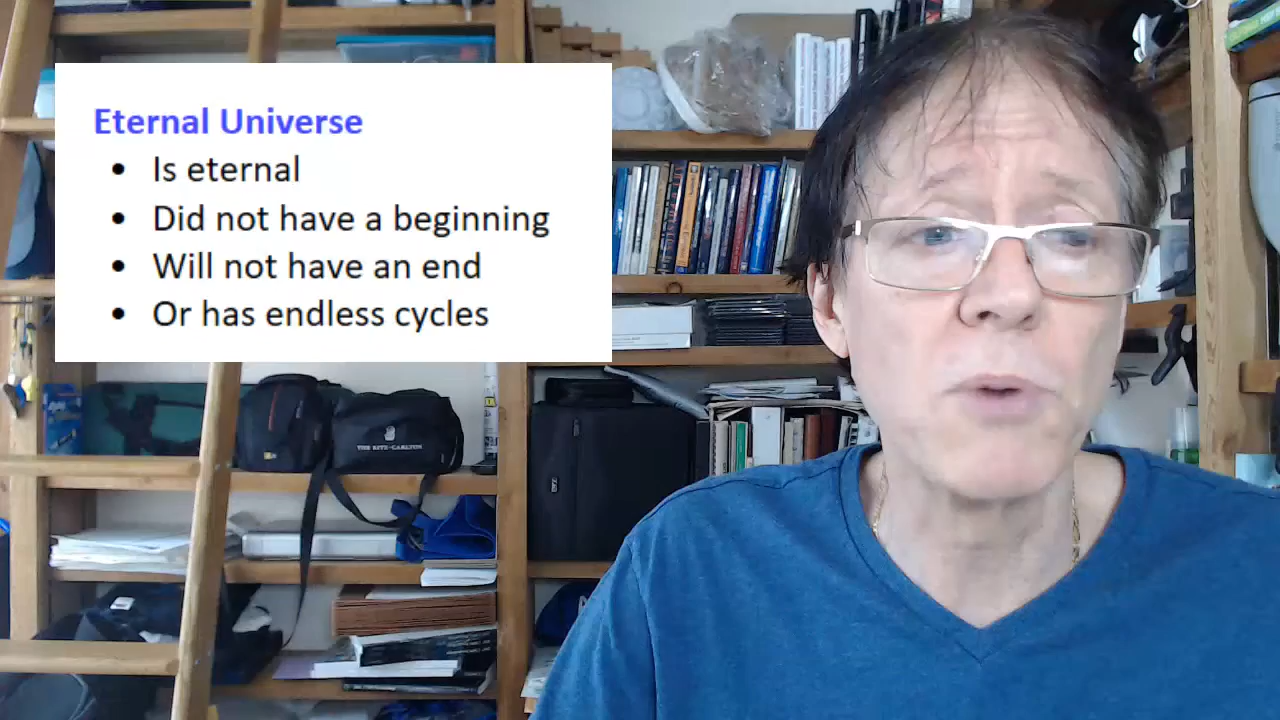 Eternal Universe
• Is eternal
• Did not have a beginning
• Will not have an end
• Or has endless cycles
THE RITZ-CARLTON